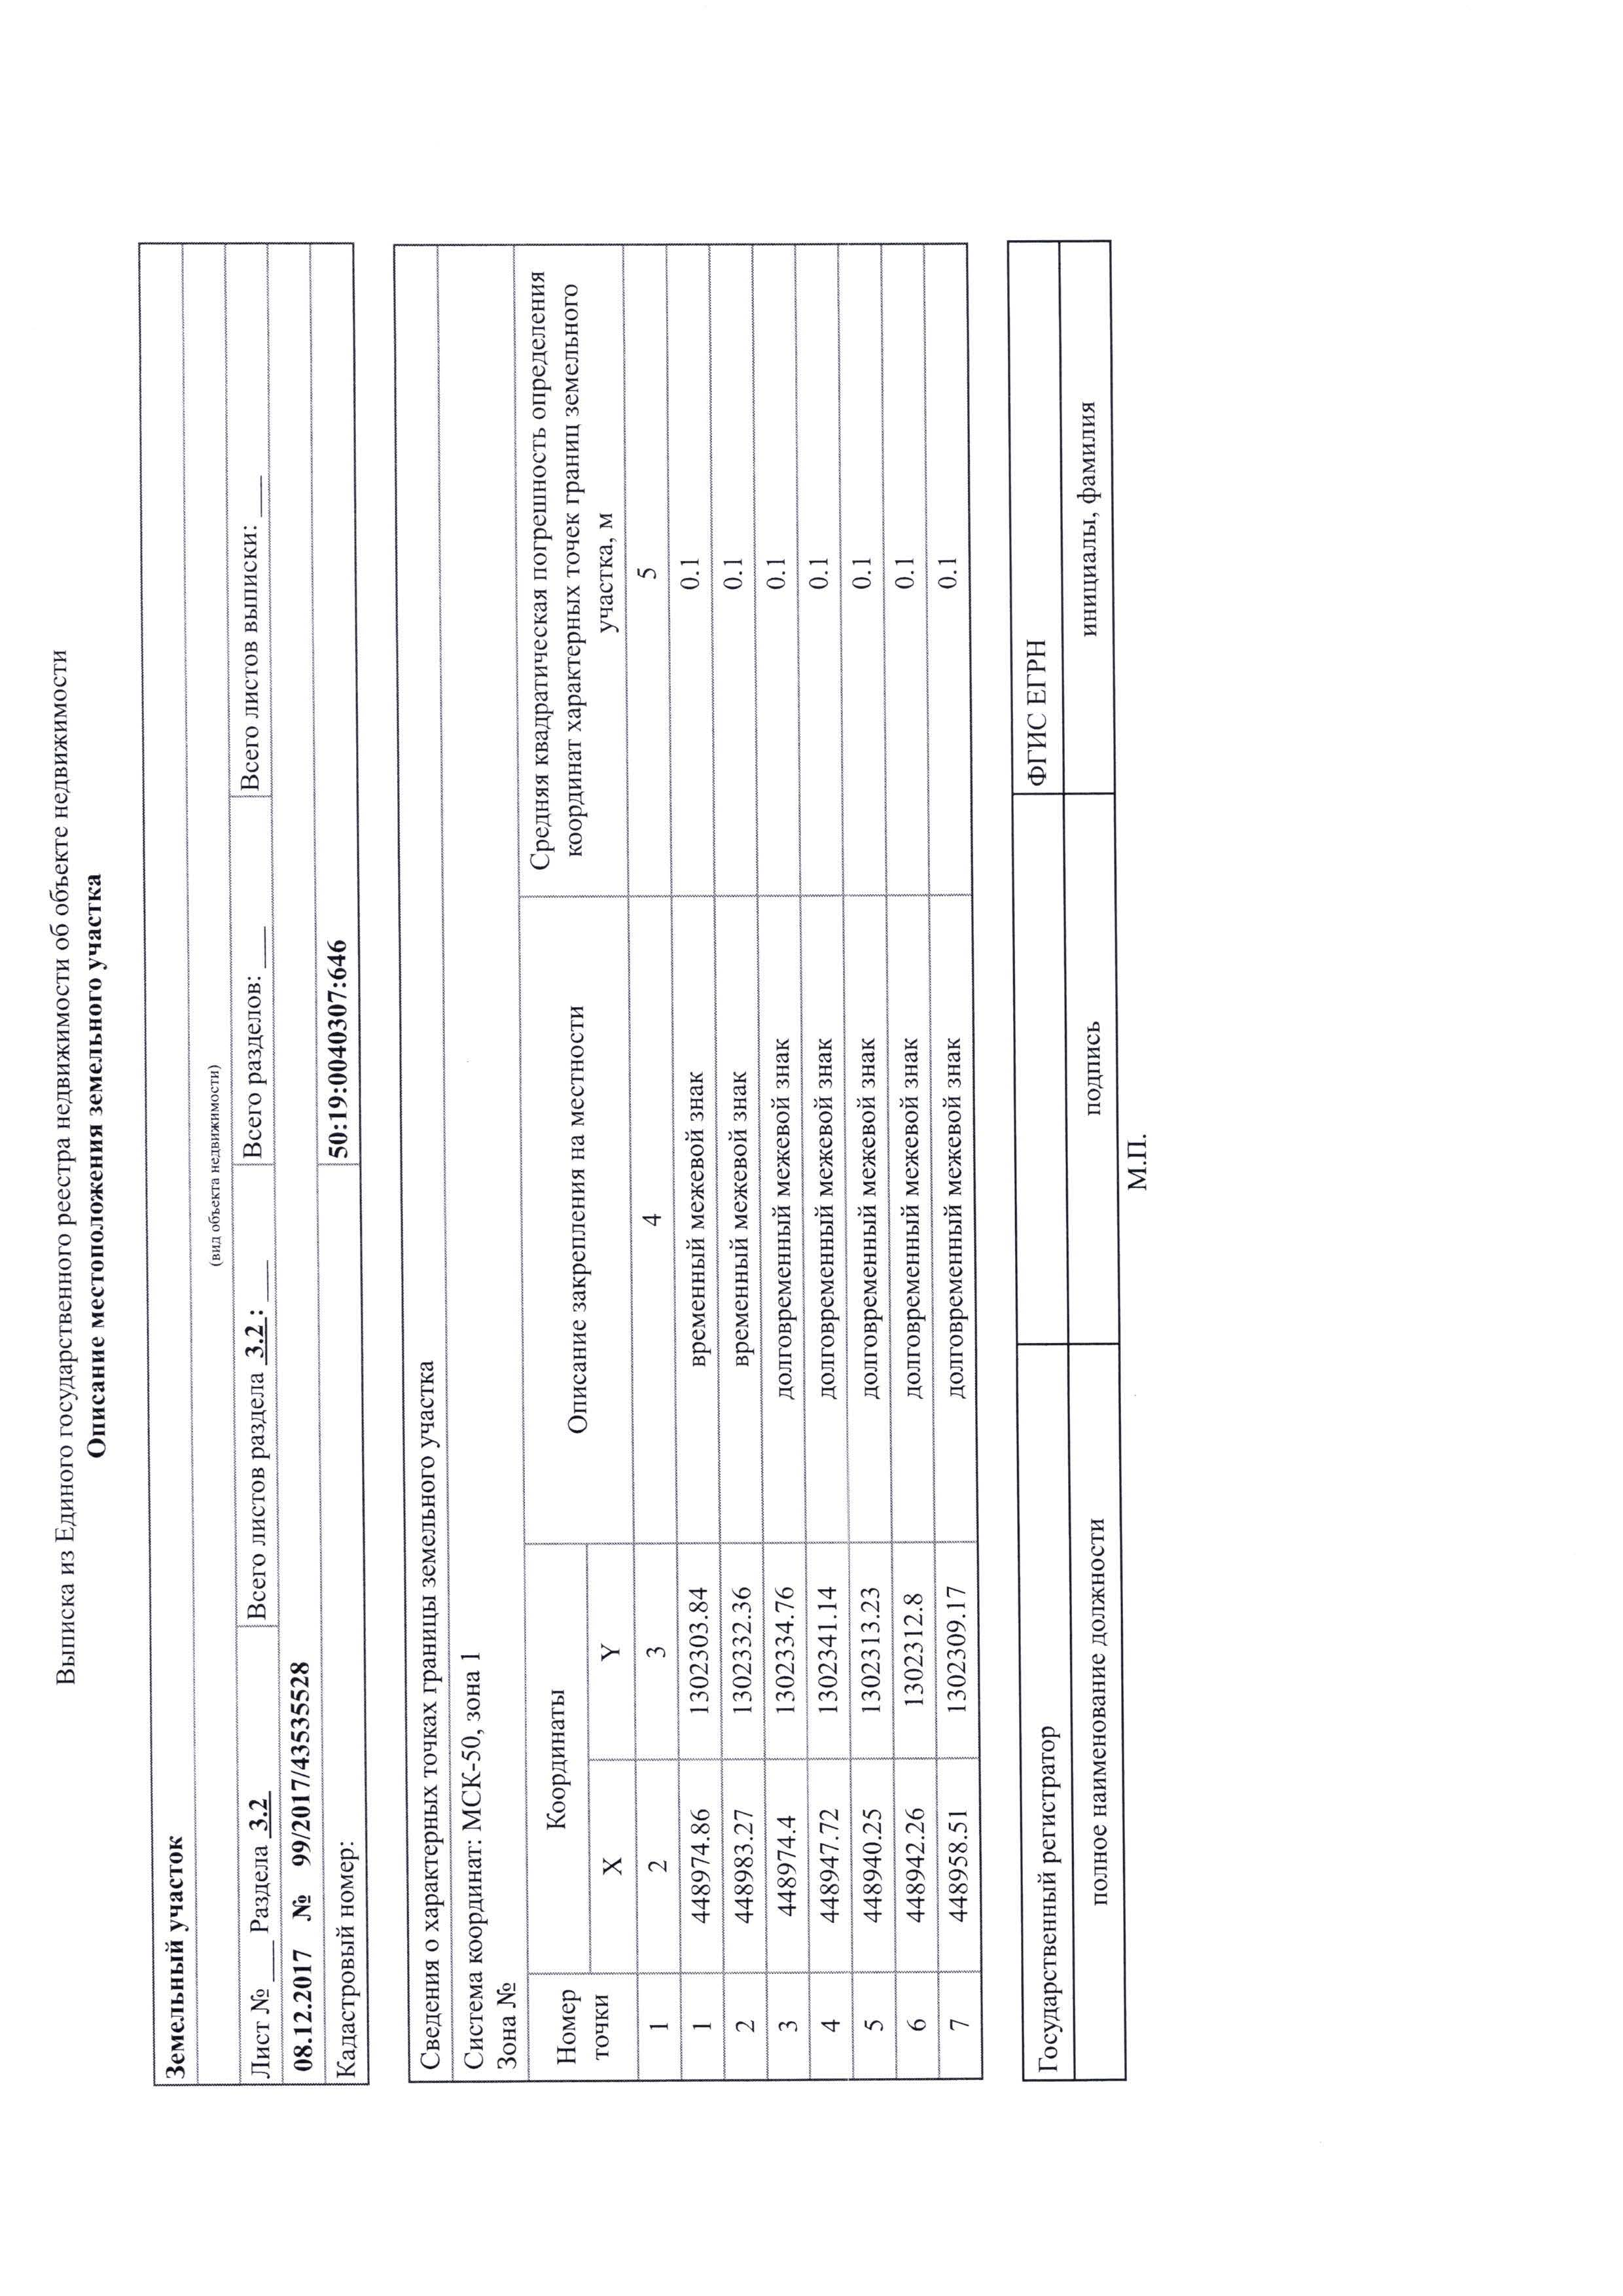 Выписка из Единого государственного реестра недвижимости об объекте недвижимости
Описание местоположения земельного участка
Земельный участок
(вид объекта недвижимости)
Лист № ___ Раздела 3.2 Всего листов раздела 3.2 : ___ Всего разделов: ___ Всего листов выписки: ___
08.12.2017 № 99/2017/43535528
Кадастровый номер: 50:19:0040307:646
Сведения о характерных точках границы земельного участка
Система координат: МСК-50, зона 1
Зона №
Номер точки
Координаты
X Y
Описание закрепления на местности
Средняя квадратическая погрешность определения
координат характерных точек границ земельного
участка, м
1 2 3 4 5
1 448974.86 1302303.84 временный межевой знак 0.1
2 448983.27 1302332.36 временный межевой знак 0.1
3 448974.4 1302334.76 долговременный межевой знак 0.1
4 448947.72 1302341.14 долговременный межевой знак 0.1
5 448940.25 1302313.23 долговременный межевой знак 0.1
6 448942.26 1302312.8 долговременный межевой знак 0.1
7 448958.51 1302309.17 долговременный межевой знак 0.1
Государственный регистратор ФГИС ЕГРН
полное наименование должности подпись инициалы, фамилия
М.П.